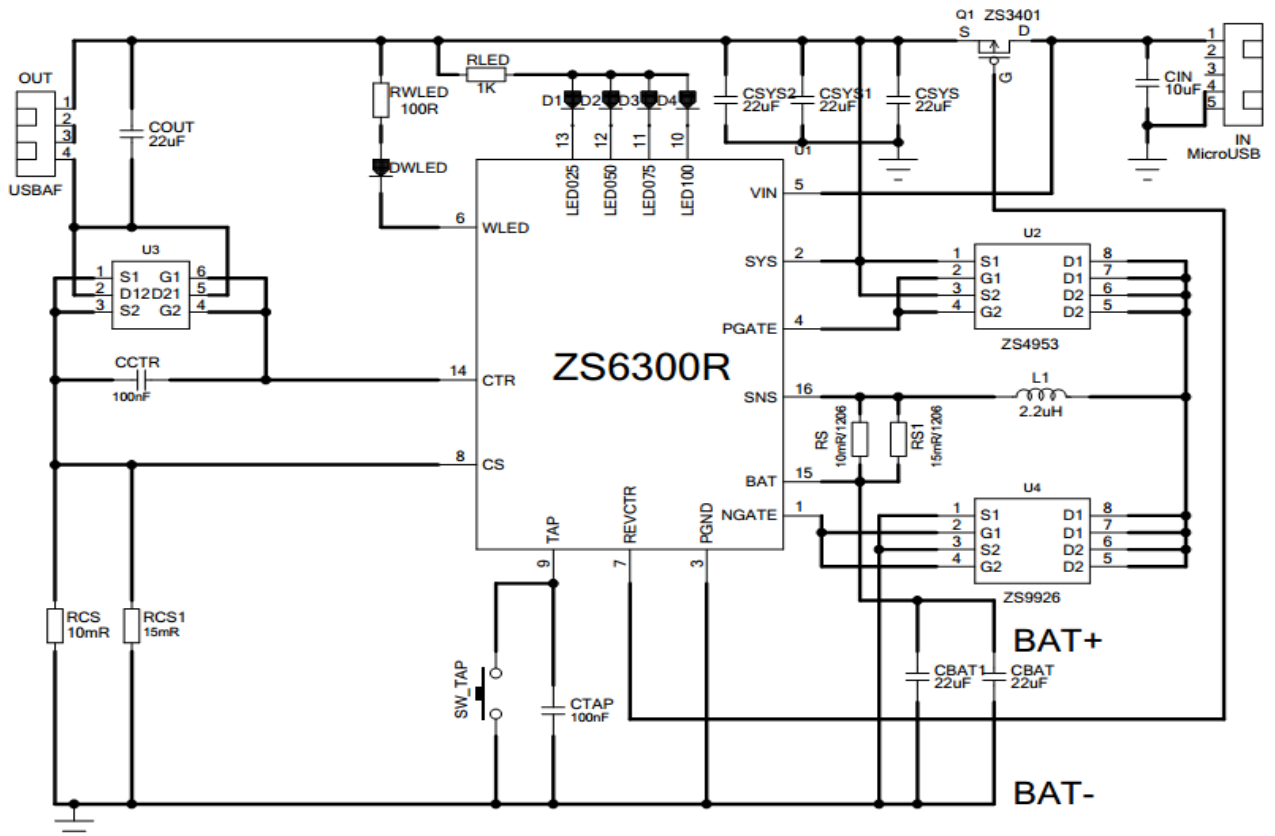 Q1 ZS3401
S D
G
OUT
1
2
3
4
USBAF
COUT
22uF
RWLED
100R
RLED
1K
D1 D2 D3 D4
13 12 11 10
LED025 LED050 LED075 LED100
DWLED
CSYS2
22uF
CSYS1
22uF
CSYS
22uF
CIN
10uF
1
2
3
4
5
IN
MicroUSB
U1
VIN 5
6 WLED
SYS 2
PGATE 4
U3
1 S1 G1 6
2 D12 D21 5
3 S2 G2 4
U2
1 S1 D1 8
2 G1 D1 7
3 S2 D2 6
4 G2 D2 5
ZS4953
CCTR
100nF
14 CTR
ZS6300R
SNS 16
L1
2.2uH
RS
10mR/1206
RS1
15mR/1206
8 CS
BAT 15
NGATE 1
U4
1 S1 D1 8
2 G1 D1 7
3 S2 D2 6
4 G2 D2 5
ZS9926
TAP
9
REVCTR
7
PGND
3
RCS
10mR
RCS1
15mR
SW_TAP
CTAP
100nF
BAT+
CBAT1
22uF
CBAT
22uF
BAT-